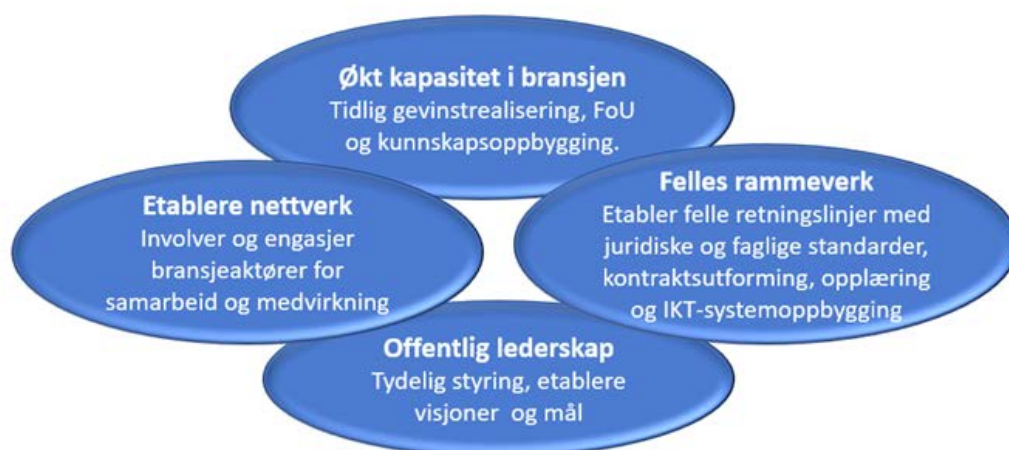 Økt kapasitet i bransjen
Tidlig gevinstrealisering, FoU
og kunnskapsoppbygging.
Etablere nettverk
Involver og engasjer
bransjeaktører for
samarbeid og medvirkning
Felles rammeverk
Etabler felle retningslinjer med
juridiske og faglige standarder,
kontraktsutforming, opplæring
og IKT-systemoppbygging
Offentlig lederskap
Tydelig styring, etablere
visjoner og mål